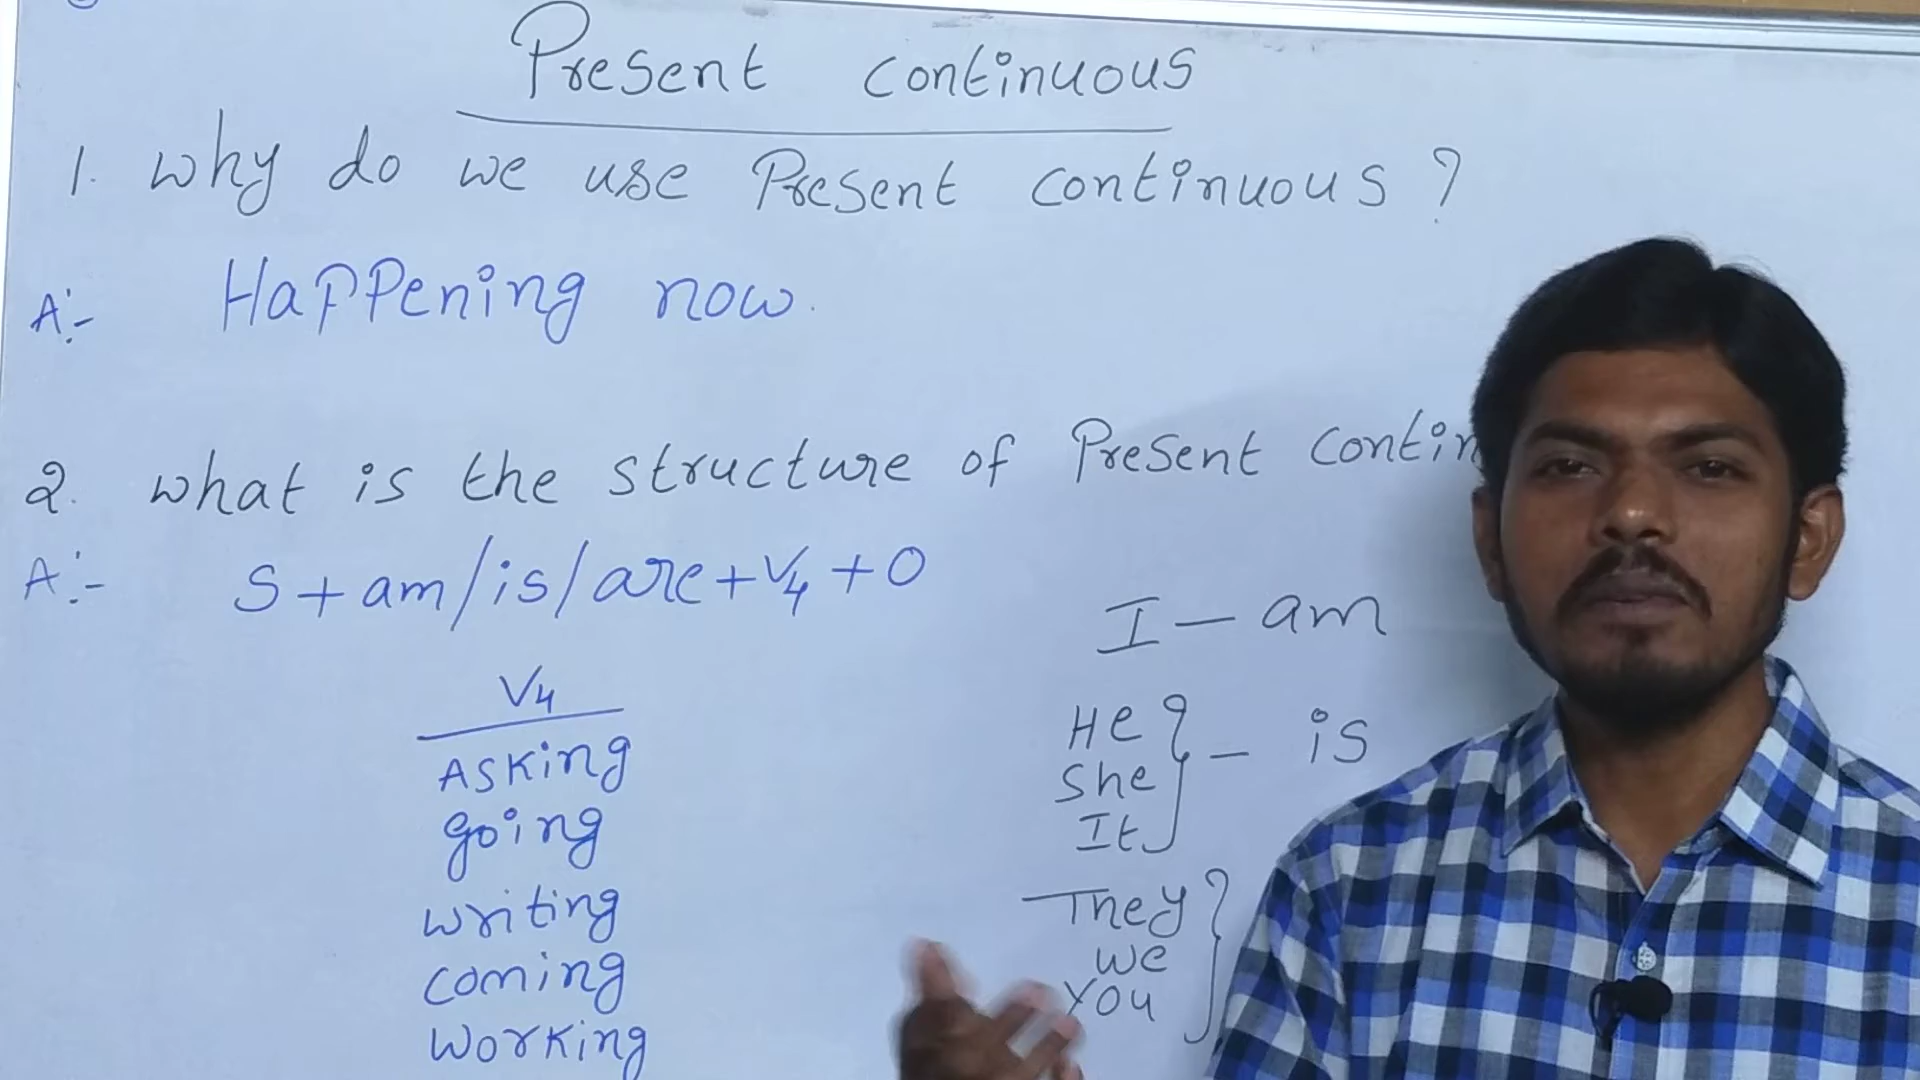 Present continuous
1. why do we use Present continuous ?
A:- Happening now.
2. what is the structure of Present contin
A:- S + am/is/are + V4 + O
V4
Asking
going
writing
coming
working
I - am
He
She
It
- is
They
we
You